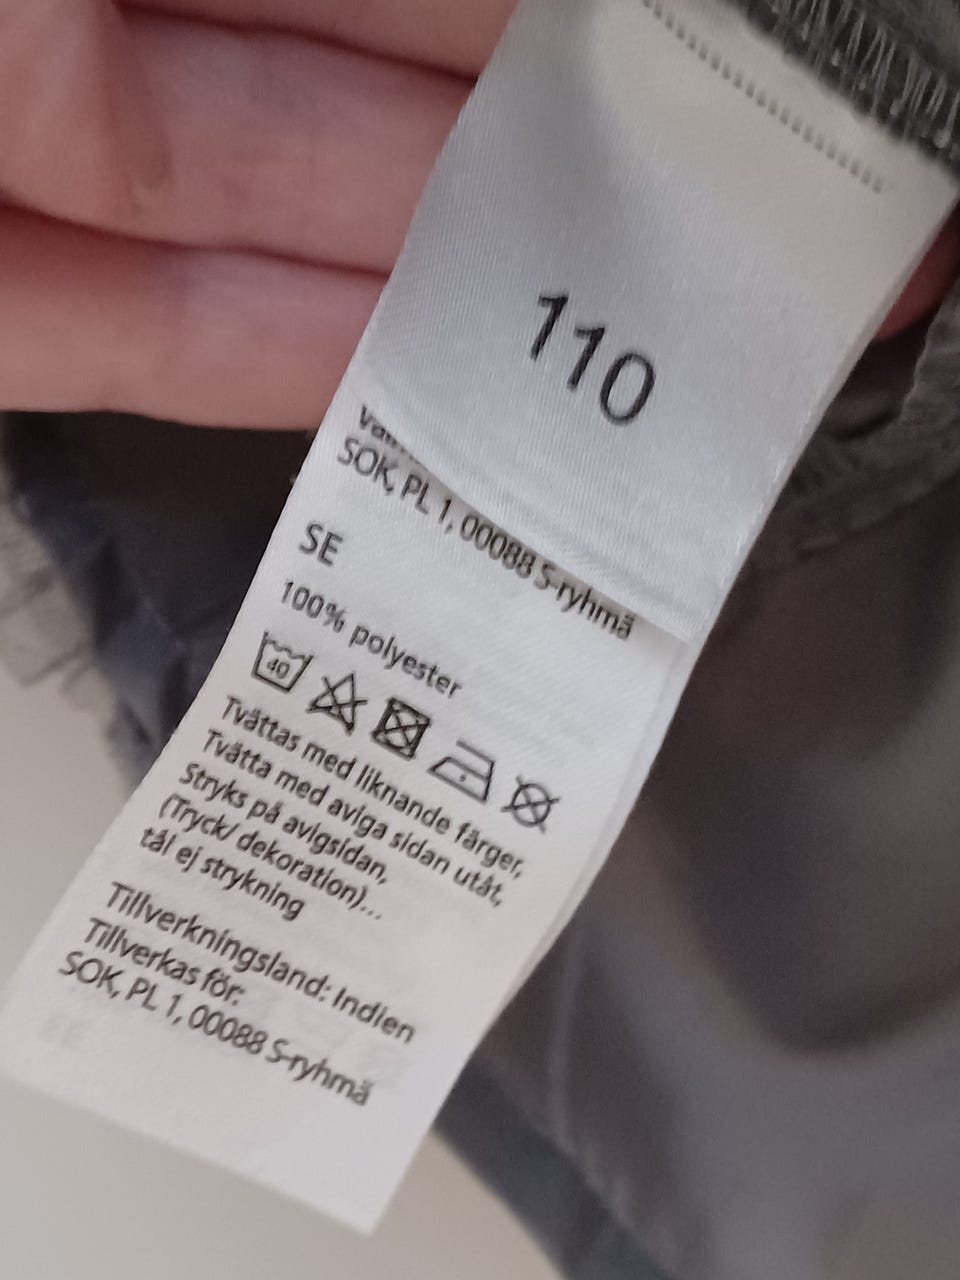 110
SOK, PL 1, 00088 S-ryhmä
SE
100% polyester
40
Tvättas med liknande färger,
Tvätta med aviga sidan utåt,
Stryks på avigsidan,
(Tryck/ dekoration)...
tål ej strykning
Tillverkningsland: Indien
Tillverkas för:
SOK, PL 1, 00088 S-ryhmä